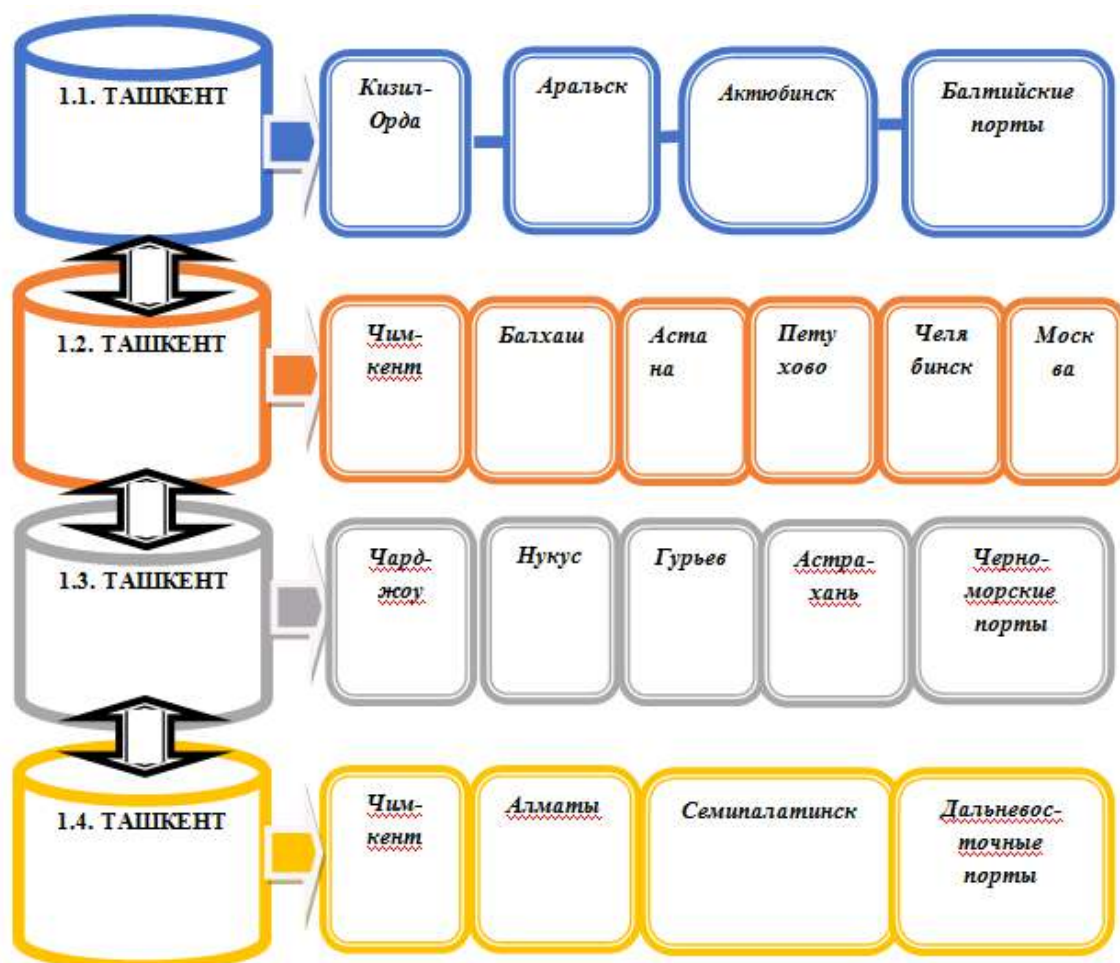 1.1. ТАШКЕНТ
Кизил-
Орда
Аральск
Актюбинск
Балтийские
порты
1.2. ТАШКЕНТ
Чим-
кент
Балхаш
Аста
на
Пету
хово
Челя
бинск
Моск
ва
1.3. ТАШКЕНТ
Чард-
жоу
Нукус
Гурьев
Астра-
хань
Черно-
морские
порты
1.4. ТАШКЕНТ
Чим-
кент
Алматы
Семипалатинск
Дальневос-
точные
порты